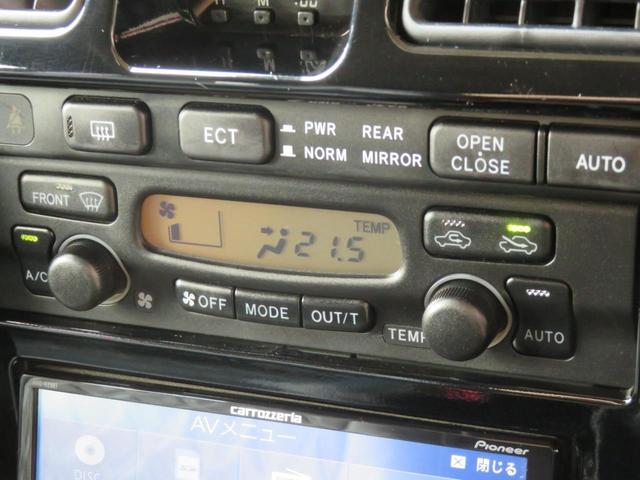 H M :00
ECT
PWR
NORM
REAR
MIRROR
OPEN
CLOSE
AUTO
FRONT
TEMP
21.5
A/C
OFF
MODE
OUT/T
TEMP
AUTO
carrozzeria
Pioneer
AVメニュー
閉じる
DISC